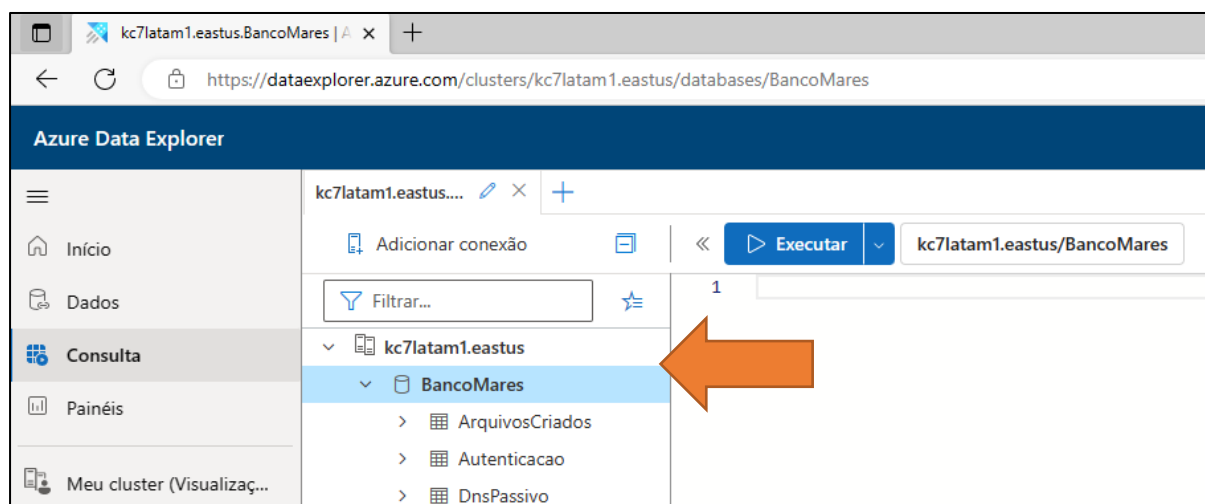 kc7latam1.eastus.BancoMares | A
https://dataexplorer.azure.com/clusters/kc7latam1.eastus/databases/BancoMares
Azure Data Explorer
kc7latam1.eastus....
Início
Adicionar conexão
Executar
kc7latam1.eastus/BancoMares
Dados
Filtrar...
1
Consulta
kc7latam1.eastus
BancoMares
Painéis
ArquivosCriados
Autenticacao
Meu cluster (Visualizaç...
DnsPassivo